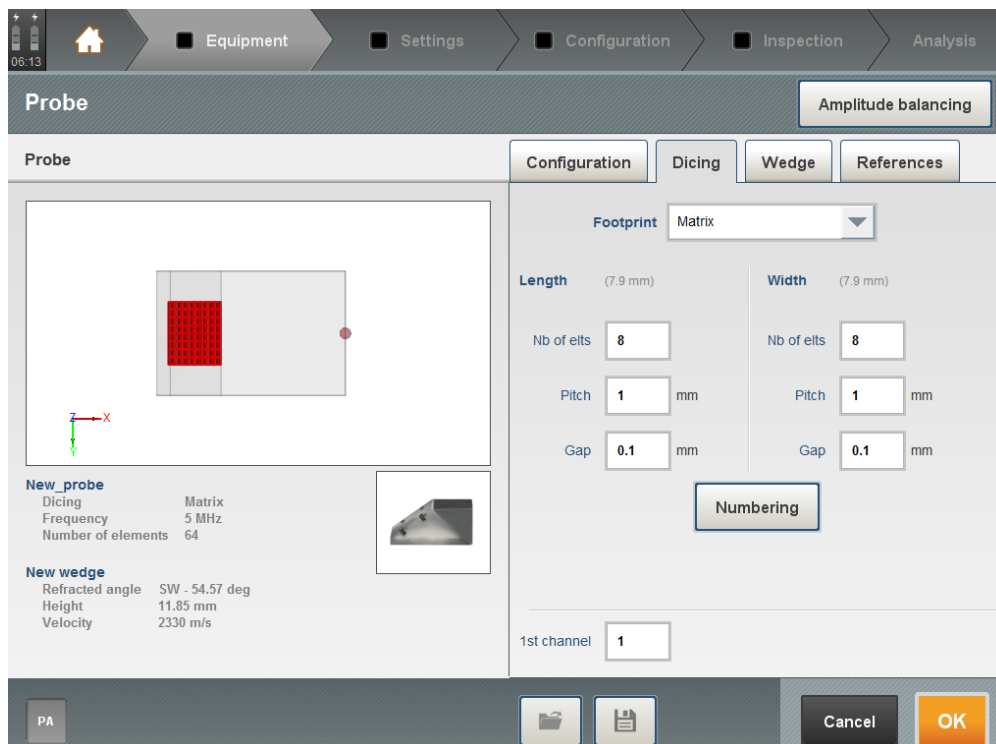 06:13
Equipment
Settings
Configuration
Inspection
Analysis
Probe
Amplitude balancing
Probe
Configuration
Dicing
Wedge
References
Footprint Matrix
Length (7.9 mm)
Width (7.9 mm)
Nb of elts 8
Nb of elts 8
Pitch 1 mm
Pitch 1 mm
Gap 0.1 mm
Gap 0.1 mm
Numbering
1st channel 1
Z X
Y
New_probe
Dicing Matrix
Frequency 5 MHz
Number of elements 64
New wedge
Refracted angle SW - 54.57 deg
Height 11.85 mm
Velocity 2330 m/s
PA
Cancel
OK